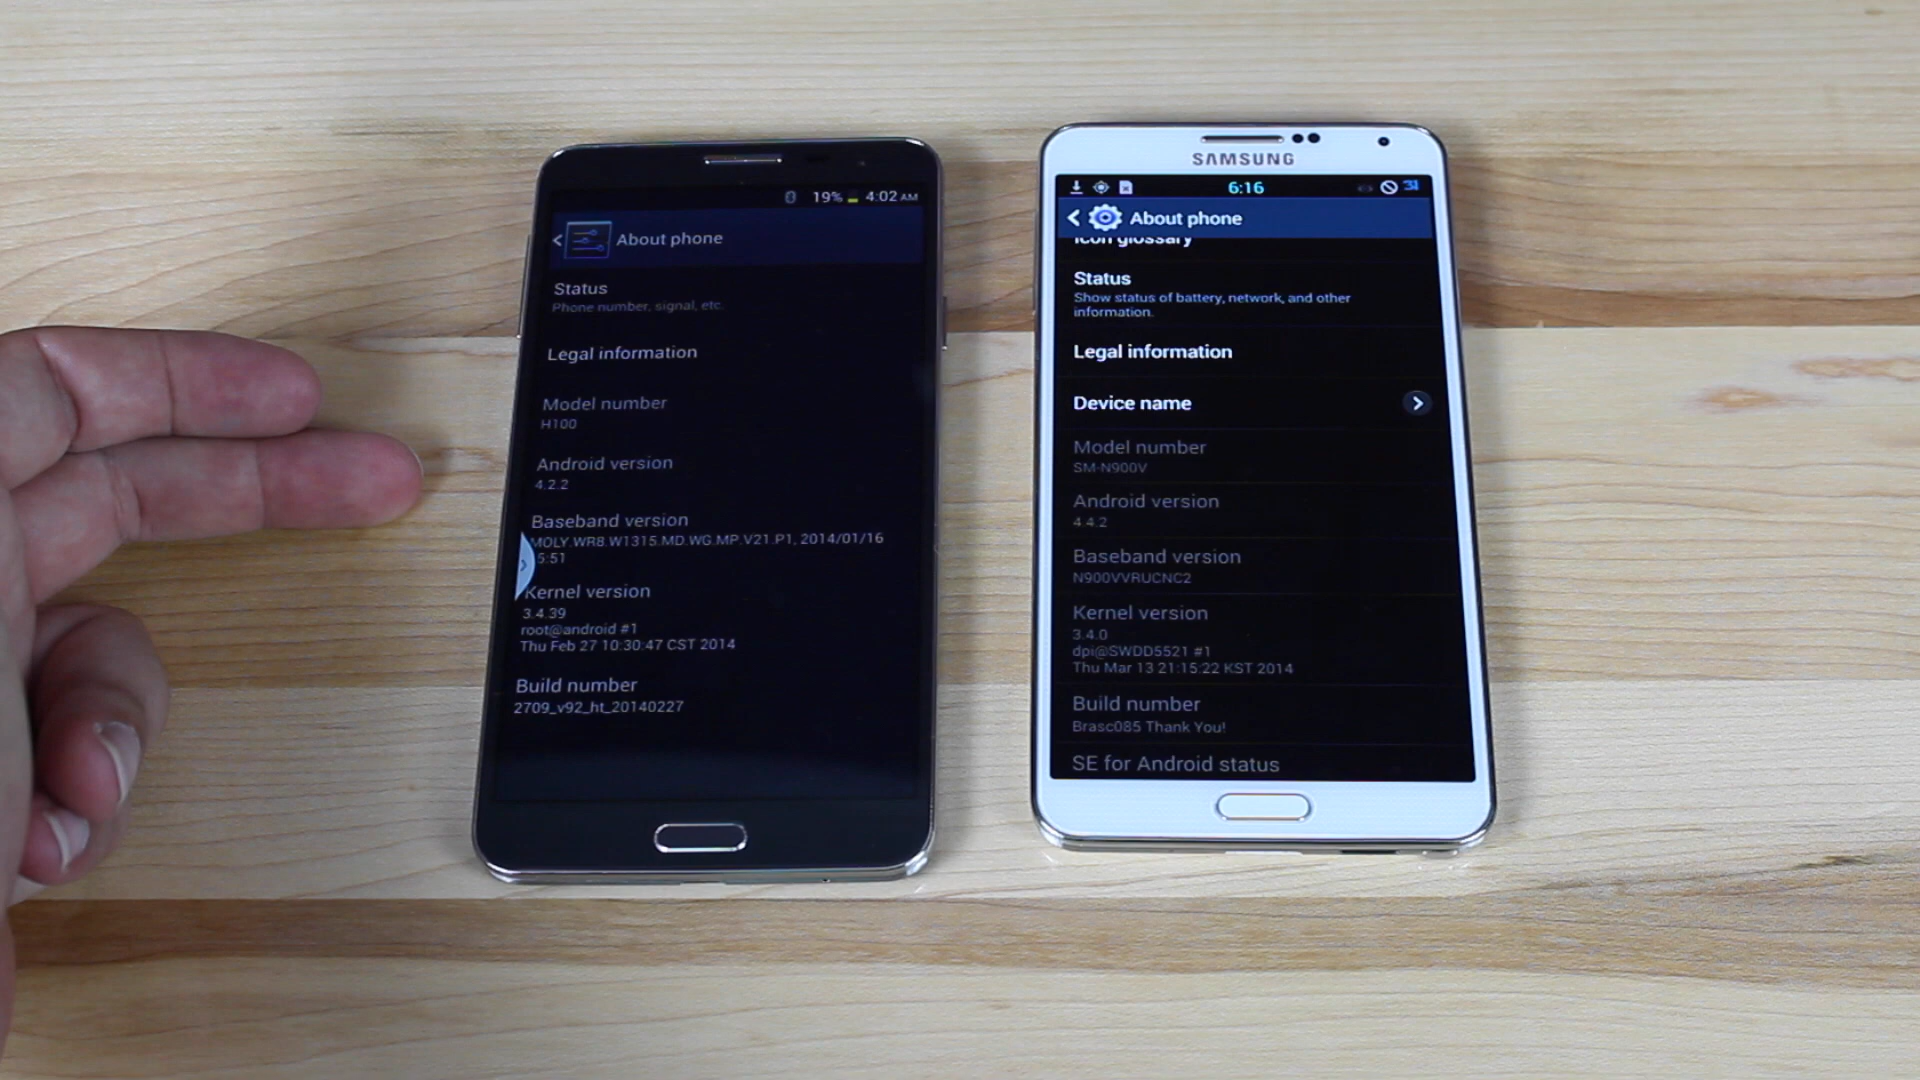 19% 4:02 AM
About phone
Status
Phone number, signal, etc.
Legal information
Model number
H100
Android version
4.2.2
Baseband version
MOLY.WR8.W1315.MD.WG.MP.V21.P1, 2014/01/16
5:51
Kernel version
3.4.39
root@android #1
Thu Feb 27 10:30:47 CST 2014
Build number
2709_v92_ht_20140227
SAMSUNG
6:16 31
About phone
Icon glossary
Status
Show status of battery, network, and other
information.
Legal information
Device name
Model number
SM-N900V
Android version
4.4.2
Baseband version
N900VVRUCNC2
Kernel version
3.4.0
dpi@SWDD5521 #1
Thu Mar 13 21:15:22 KST 2014
Build number
Brasc085 Thank You!
SE for Android status